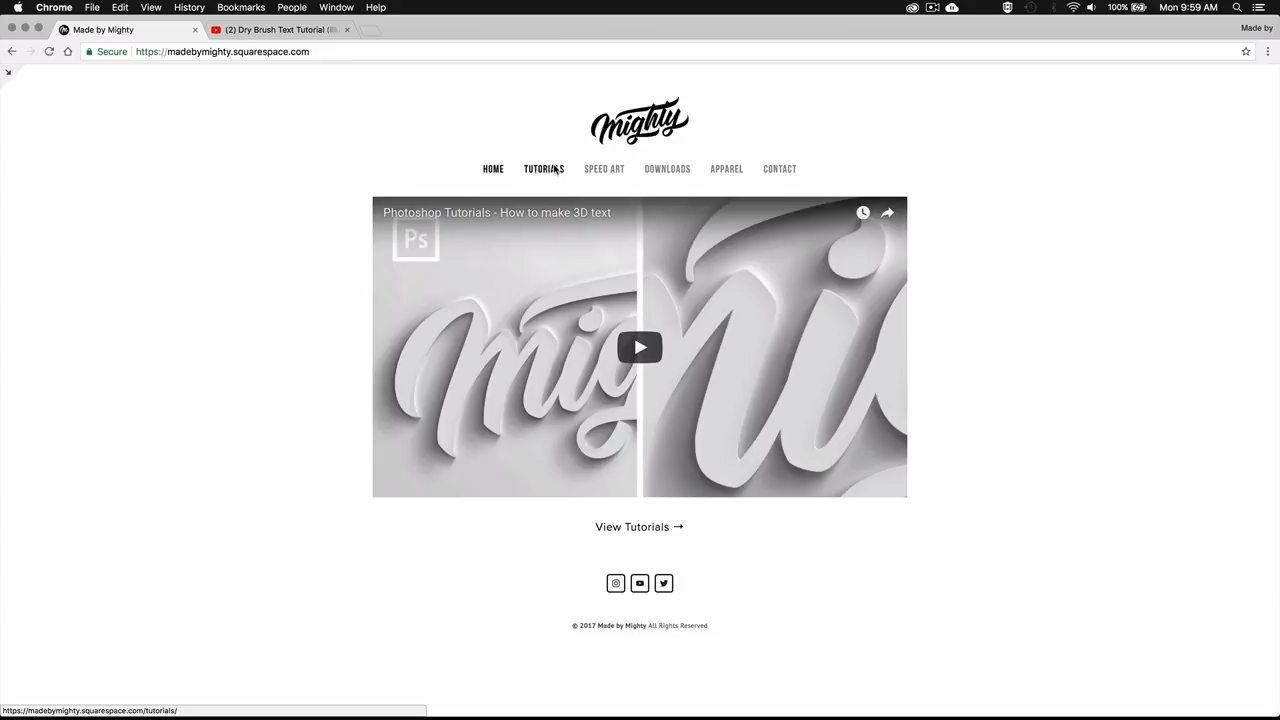 Chrome File Edit View History Bookmarks People Window Help 100% Mon 9:59 AM
Made by Mighty (2) Dry Brush Text Tutorial Made by
Secure https://madebymighty.squarespace.com
mighty
HOME TUTORIALS SPEED ART DOWNLOADS APPAREL CONTACT
Photoshop Tutorials - How to make 3D text
Ps
View Tutorials →
© 2017 Made by Mighty All Rights Reserved
https://madebymighty.squarespace.com/tutorials/